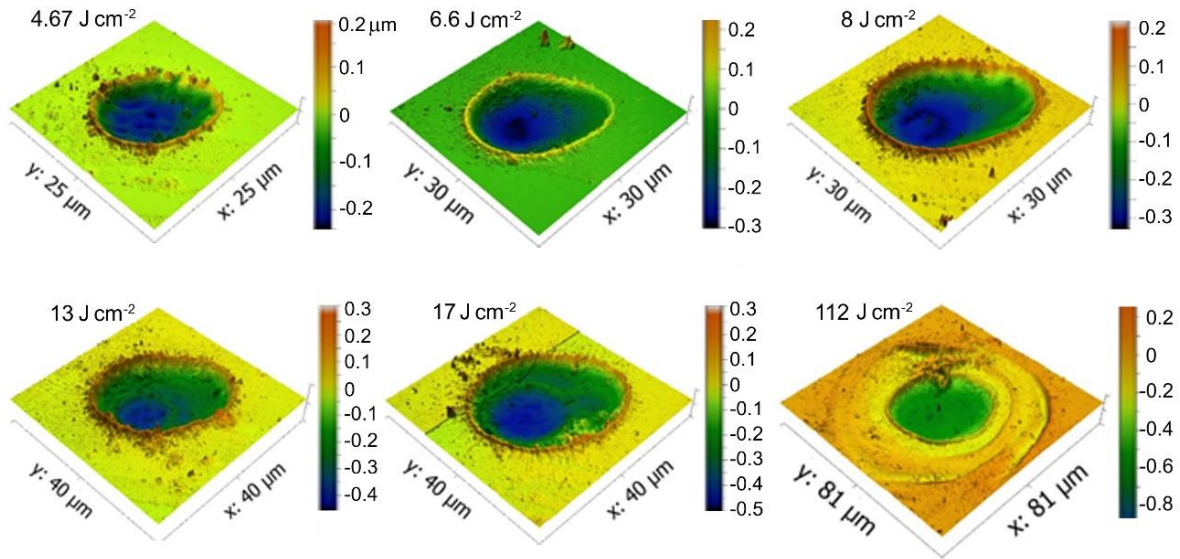 4.67 J cm-2
0.2 µm
0.1
0
-0.1
-0.2
y: 25 µm
x: 25 µm
6.6 J cm-2
0.2
0.1
0
-0.1
-0.2
-0.3
y: 30 µm
x: 30 µm
8 J cm-2
0.2
0.1
0
-0.1
-0.2
-0.3
y: 30 µm
x: 30 µm
13 J cm-2
0.3
0.2
0.1
0
-0.1
-0.2
-0.3
-0.4
y: 40 µm
x: 40 µm
17 J cm-2
0.3
0.2
0.1
0
-0.1
-0.2
-0.3
-0.4
-0.5
y: 40 µm
x: 40 µm
112 J cm-2
0.2
0
-0.2
-0.4
-0.6
-0.8
y: 81 µm
x: 81 µm